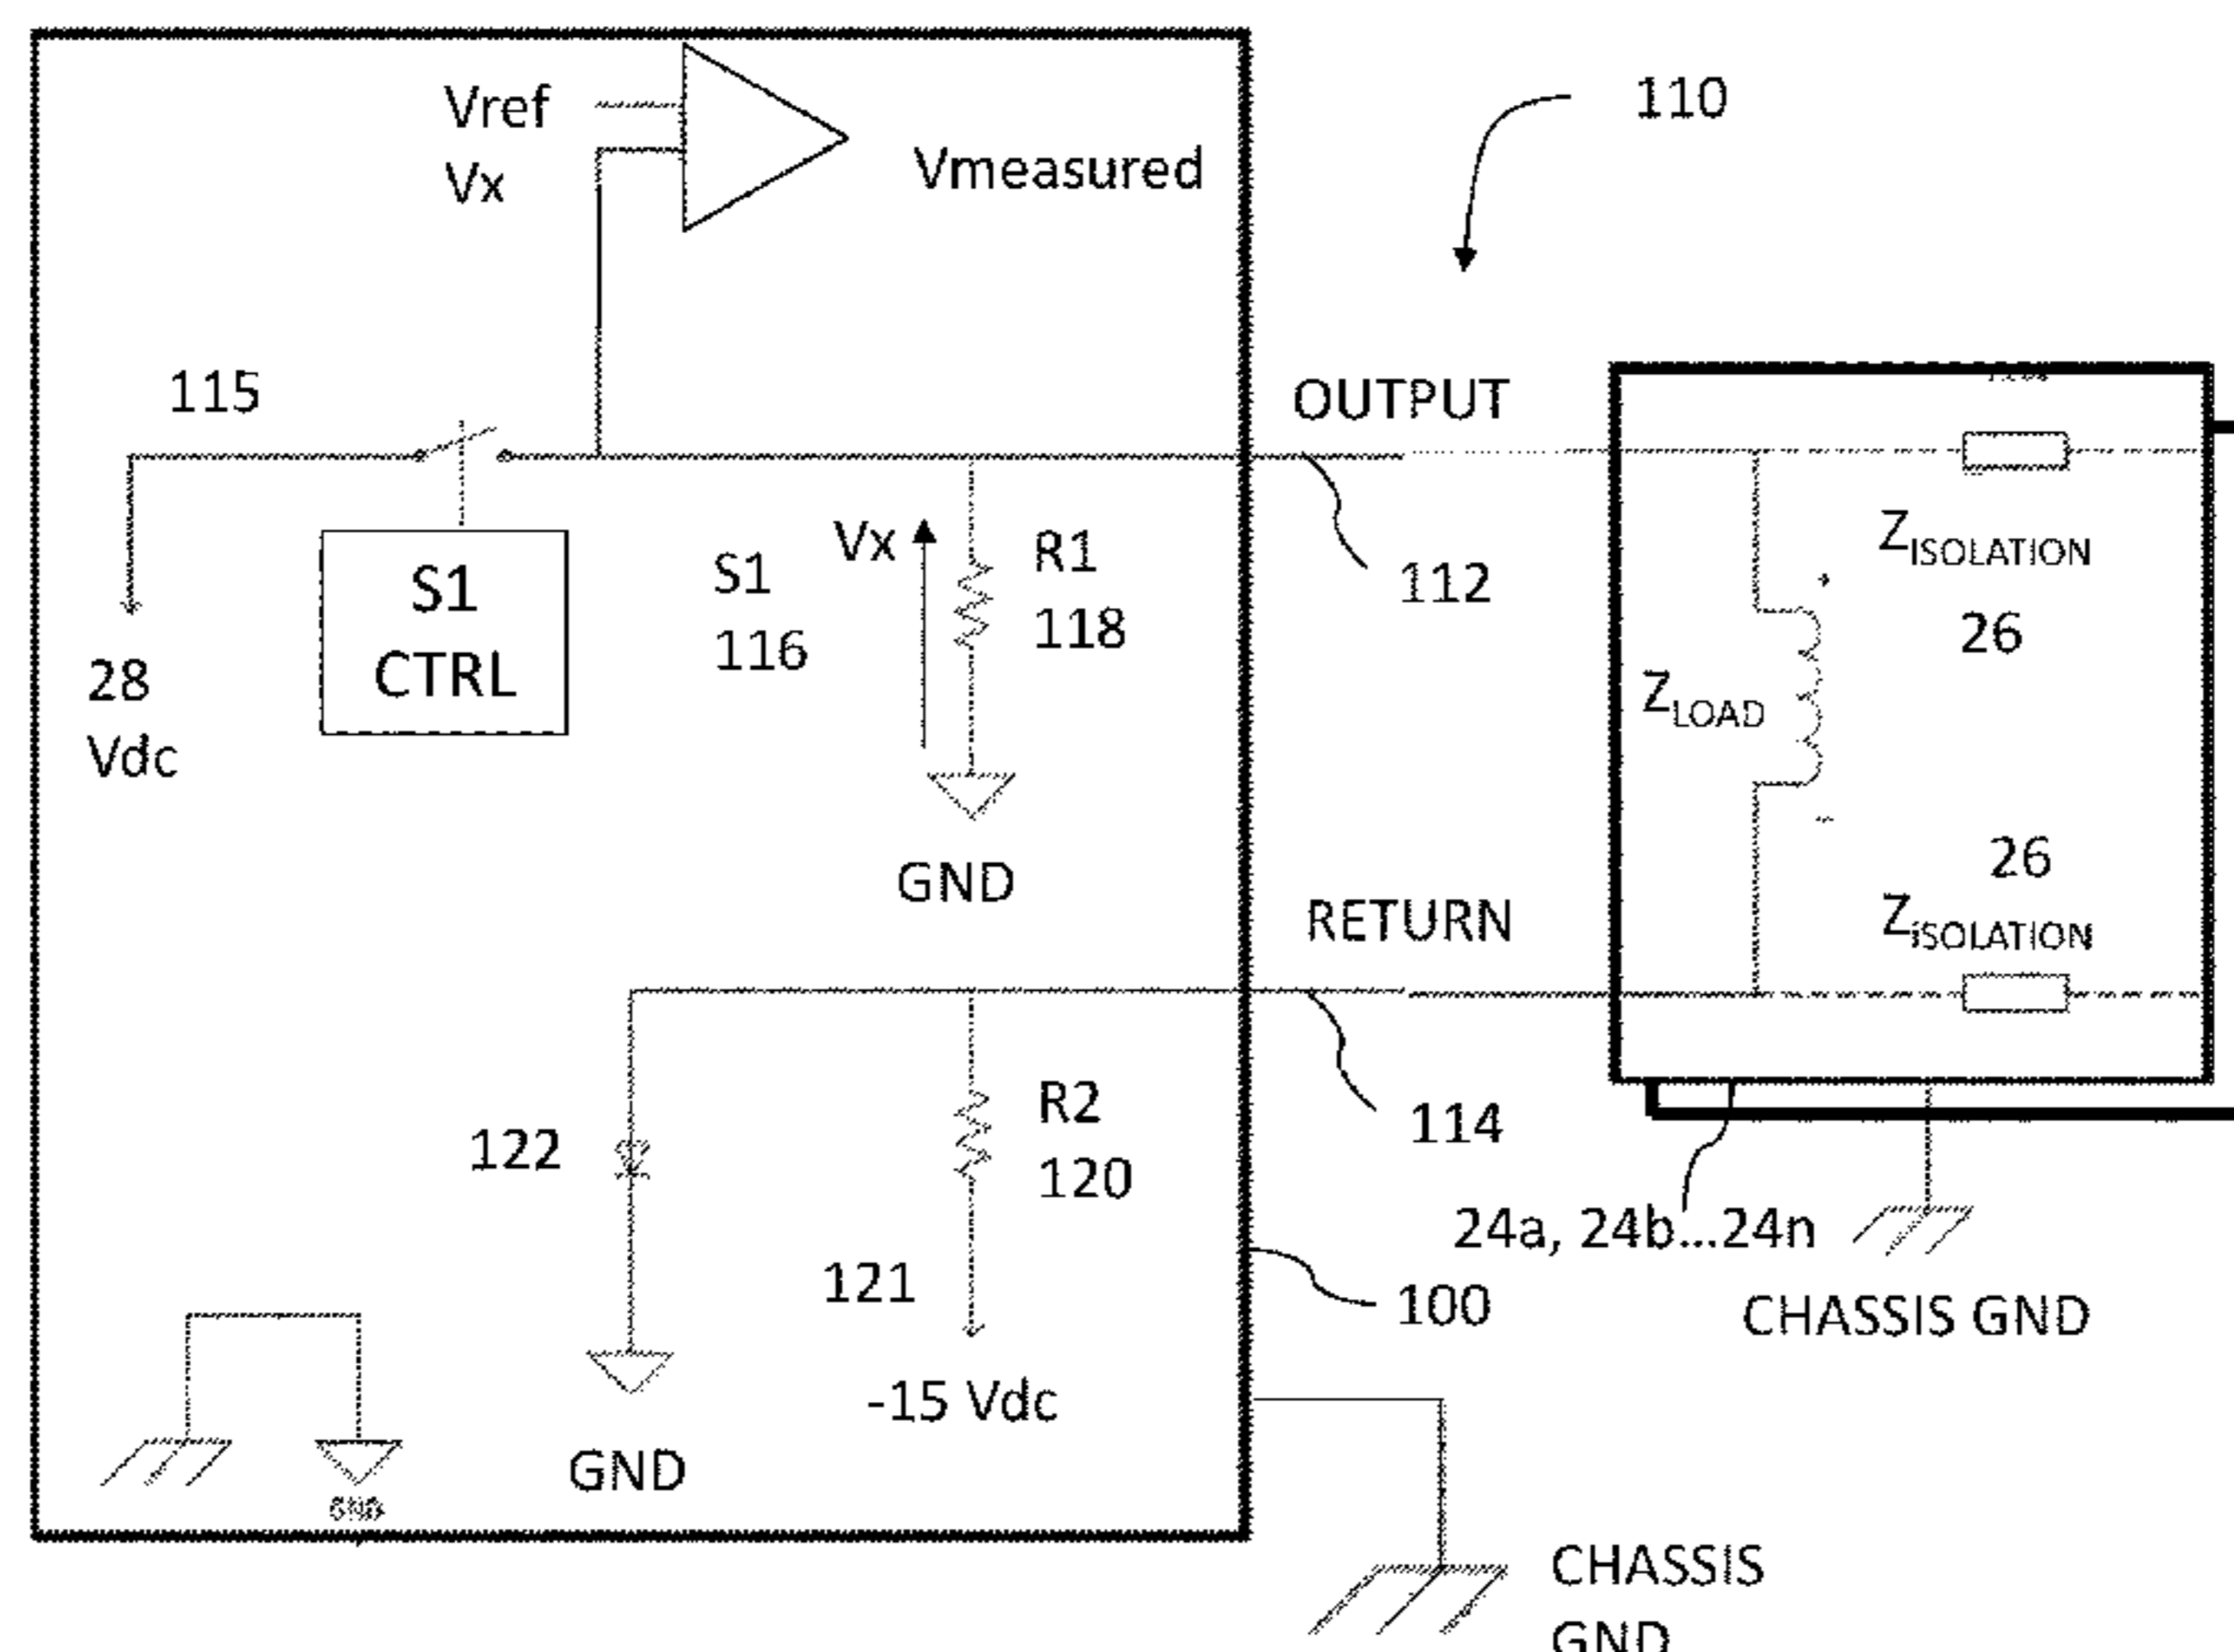 Vref
Vx
Vmeasured
110
115
OUTPUT
S1
CTRL
S1
116
Vx
R1
118
112
28
Vdc
ZISOLATION
26
ZLOAD
GND
26
ZISOLATION
RETURN
R2
120
122
114
121
24a, 24b...24n
100
CHASSIS GND
-15 Vdc
GND
GND
CHASSIS
GND